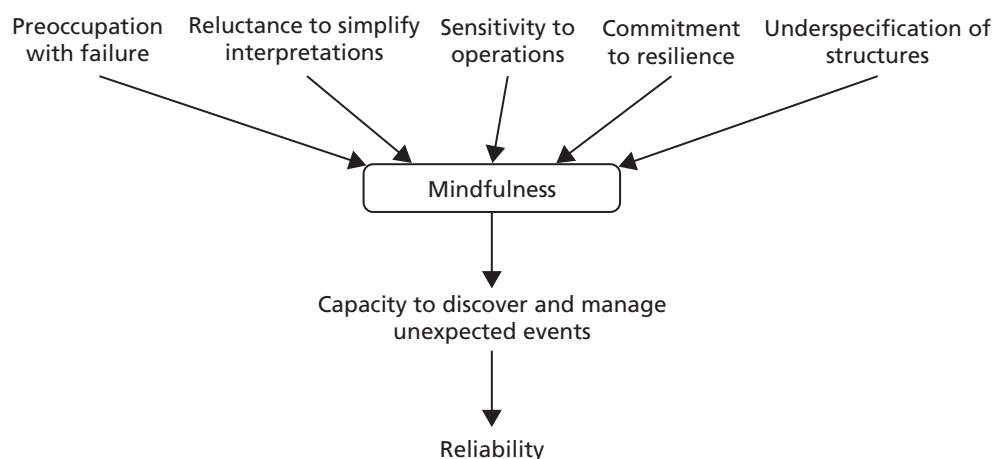 Preoccupation
with failure
Reluctance to simplify
interpretations
Sensitivity to
operations
Commitment
to resilience
Underspecification of
structures
Mindfulness
Capacity to discover and manage
unexpected events
Reliability